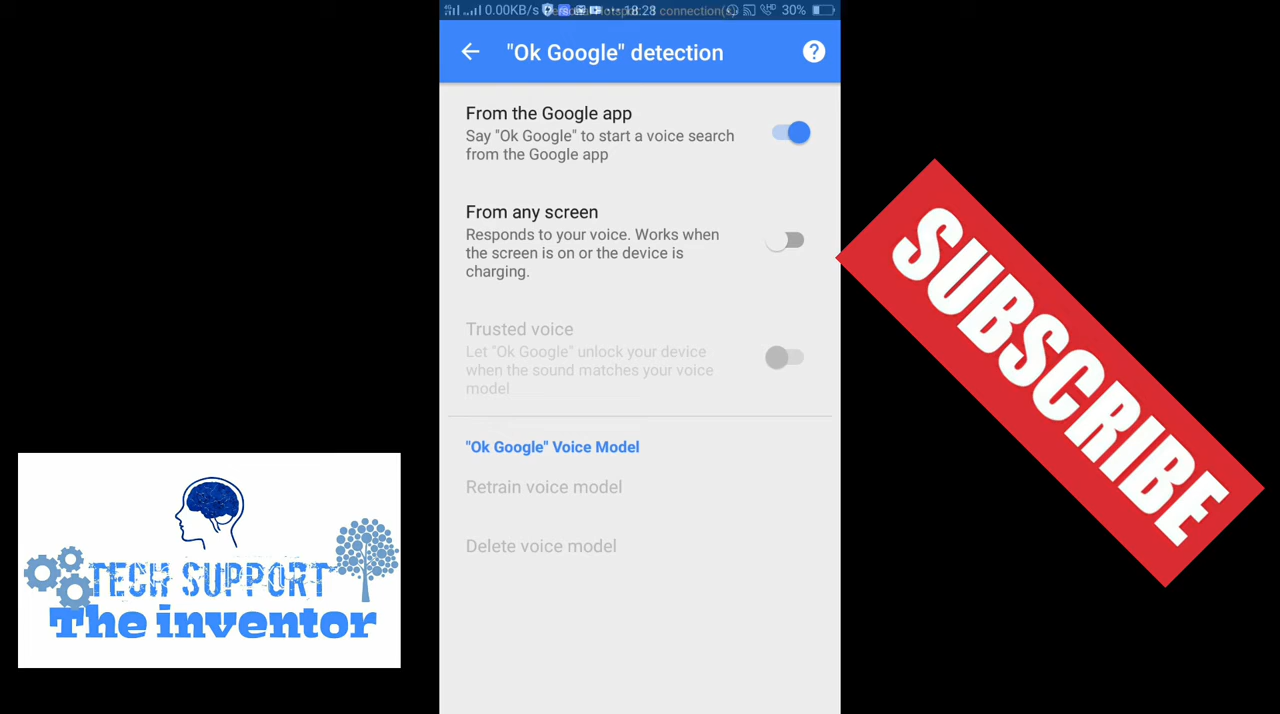 0.00KB/s
18:28
connection(s)
HD
30%
"Ok Google" detection
?
From the Google app
Say "Ok Google" to start a voice search
from the Google app
From any screen
Responds to your voice. Works when
the screen is on or the device is
charging.
Trusted voice
Let "Ok Google" unlock your device
when the sound matches your voice
model
"Ok Google" Voice Model
Retrain voice model
Delete voice model
TECH SUPPORT
The inventor
SUBSCRIBE